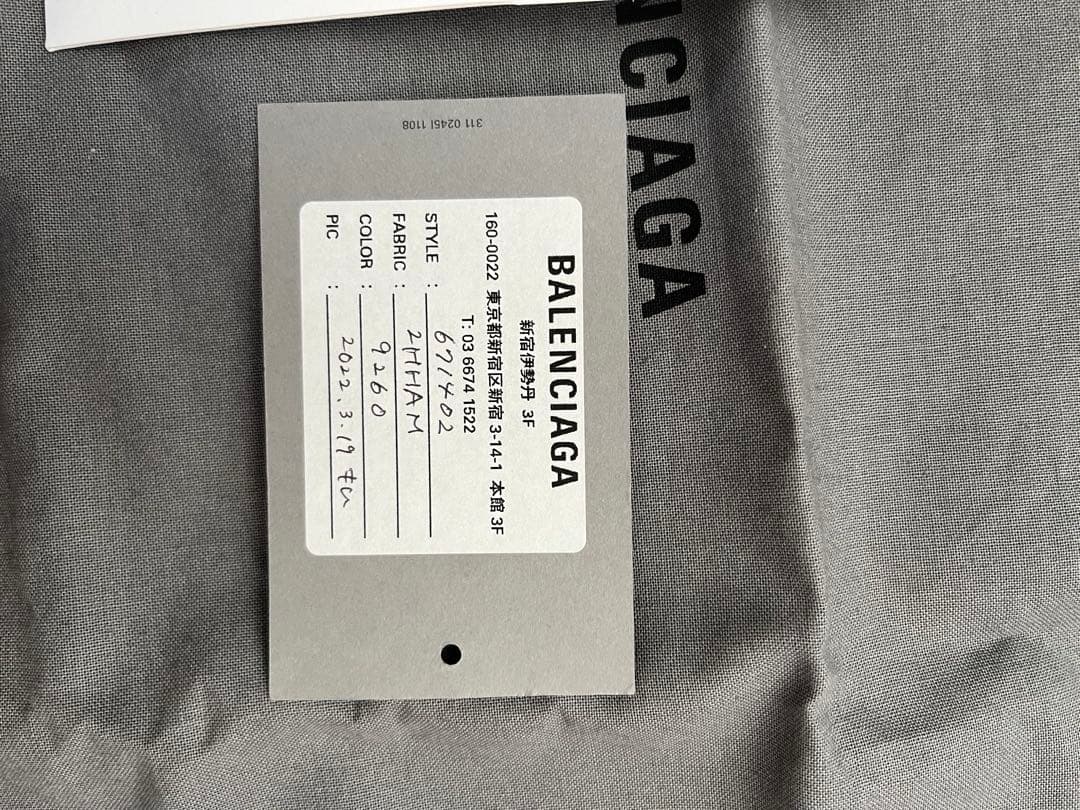 NCIAGA
311 02451 1108
BALENCIAGA
新宿伊勢丹 3F
160-0022 東京都新宿区新宿 3-14-1 本館 3F
T: 03 6674 1522
STYLE : 671402
FABRIC : 2HHAM
COLOR : 9260
PIC : 2022.3.19